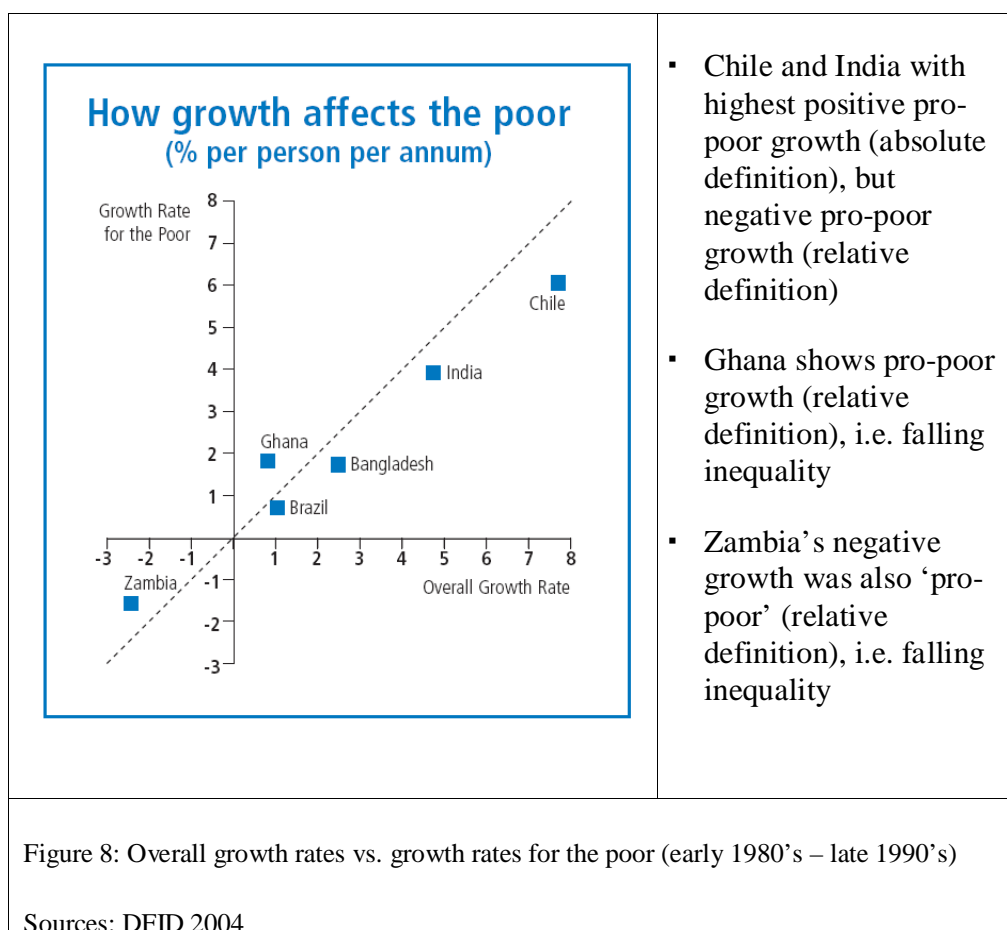 How growth affects the poor
(% per person per annum)
Growth Rate
for the Poor
8
7
6
5
4
3
2
1
-3 -2 -1 1 2 3 4 5 6 7 8
-1
-2
-3
Overall Growth Rate
Chile
India
Ghana
Bangladesh
Brazil
Zambia
▪ Chile and India with
highest positive pro-
poor growth (absolute
definition), but
negative pro-poor
growth (relative
definition)
▪ Ghana shows pro-poor
growth (relative
definition), i.e. falling
inequality
▪ Zambia’s negative
growth was also ‘pro-
poor’ (relative
definition), i.e. falling
inequality
Figure 8: Overall growth rates vs. growth rates for the poor (early 1980’s – late 1990’s)
Sources: DFID 2004